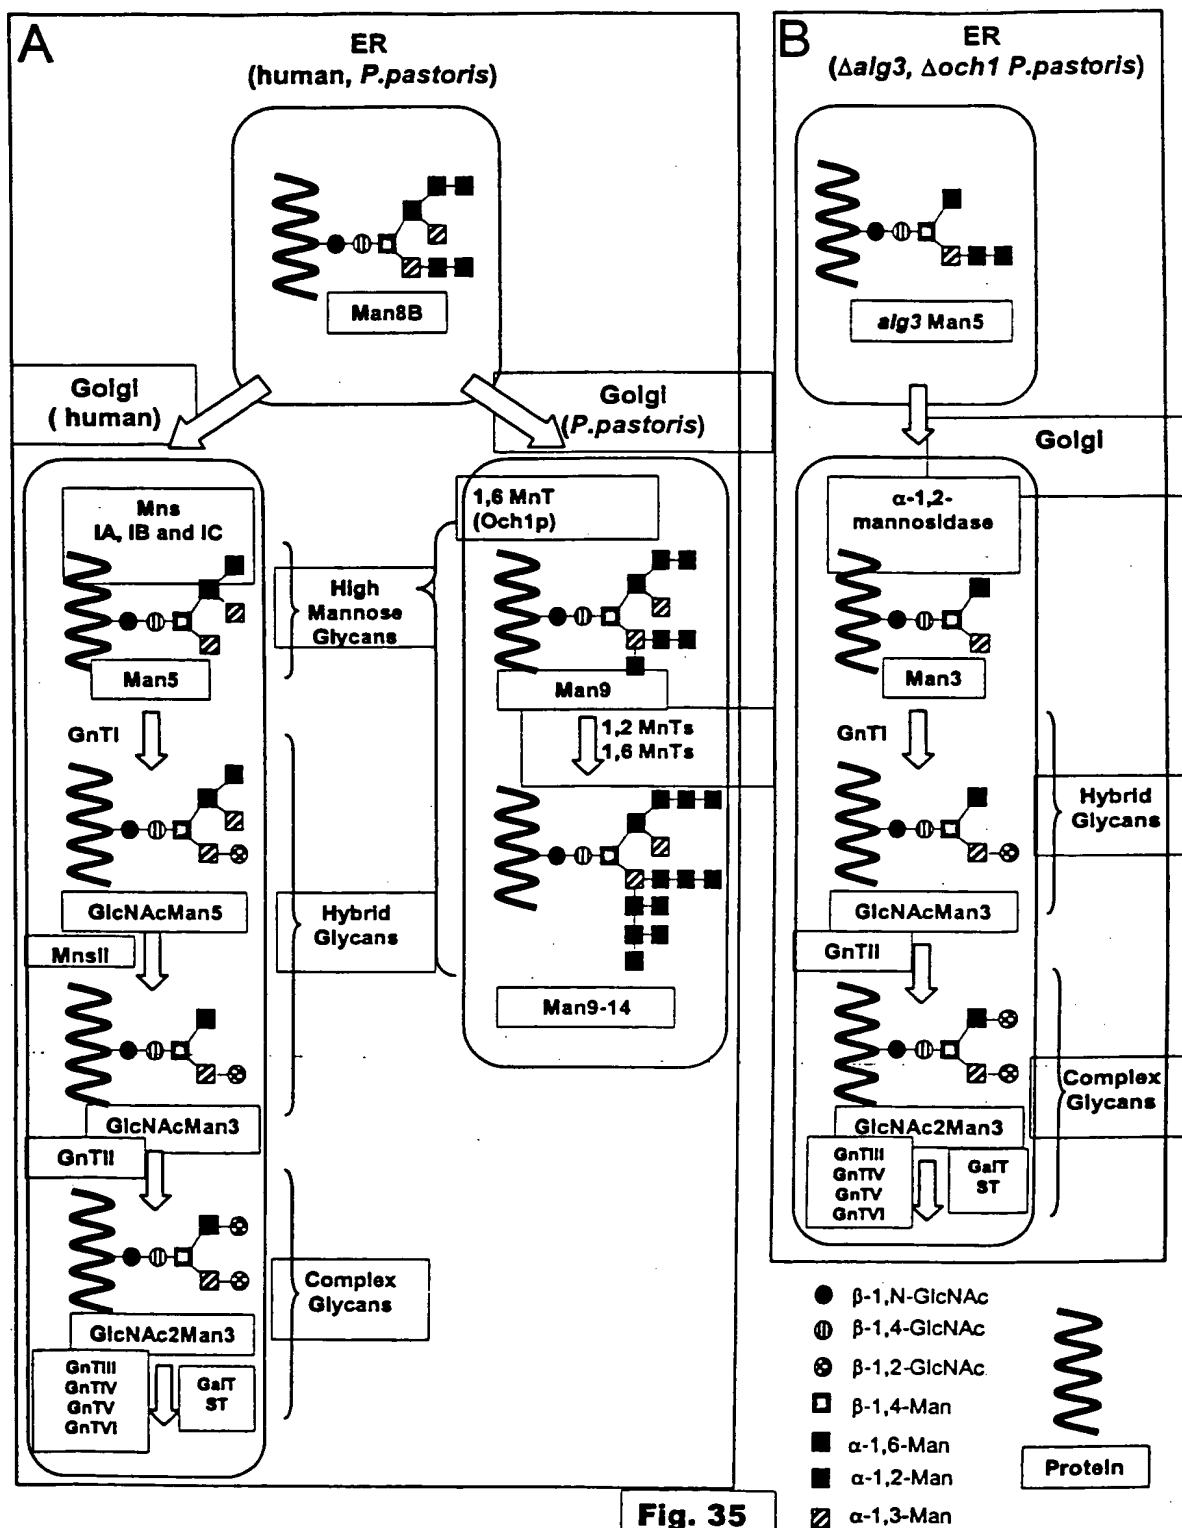 A
ER
(human, P.pastoris)
Man8B
Golgi
( human)
Golgi
(P.pastoris)
Mns
IA, IB and IC
Man5
GnTI
GlcNAcMan5
MnsII
GlcNAcMan3
GnTII
GlcNAc2Man3
GnTIII
GnTIV
GnTV
GnTVI
GalT
ST
High
Mannose
Glycans
Hybrid
Glycans
Complex
Glycans
1,6 MnT
(Och1p)
Man9
1,2 MnTs
1,6 MnTs
Man9-14
B
ER
(Δalg3, Δoch1 P.pastoris)
alg3 Man5
Golgi
α-1,2-
mannosidase
Man3
GnTI
GlcNAcMan3
GnTII
GlcNAc2Man3
GnTIII
GnTIV
GnTV
GnTVI
GalT
ST
Hybrid
Glycans
Complex
Glycans
β-1,N-GlcNAc
β-1,4-GlcNAc
β-1,2-GlcNAc
β-1,4-Man
α-1,6-Man
α-1,2-Man
α-1,3-Man
Protein
Fig. 35